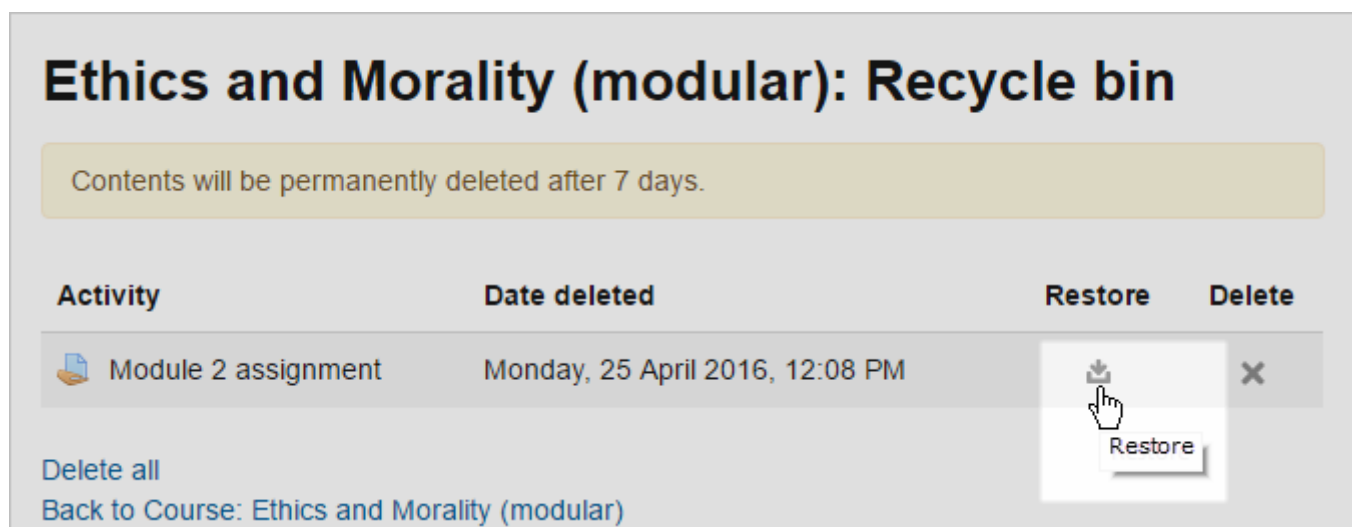 Ethics and Morality (modular): Recycle bin
Contents will be permanently deleted after 7 days.
Activity Date deleted Restore Delete
Module 2 assignment Monday, 25 April 2016, 12:08 PM
Restore
Delete all
Back to Course: Ethics and Morality (modular)